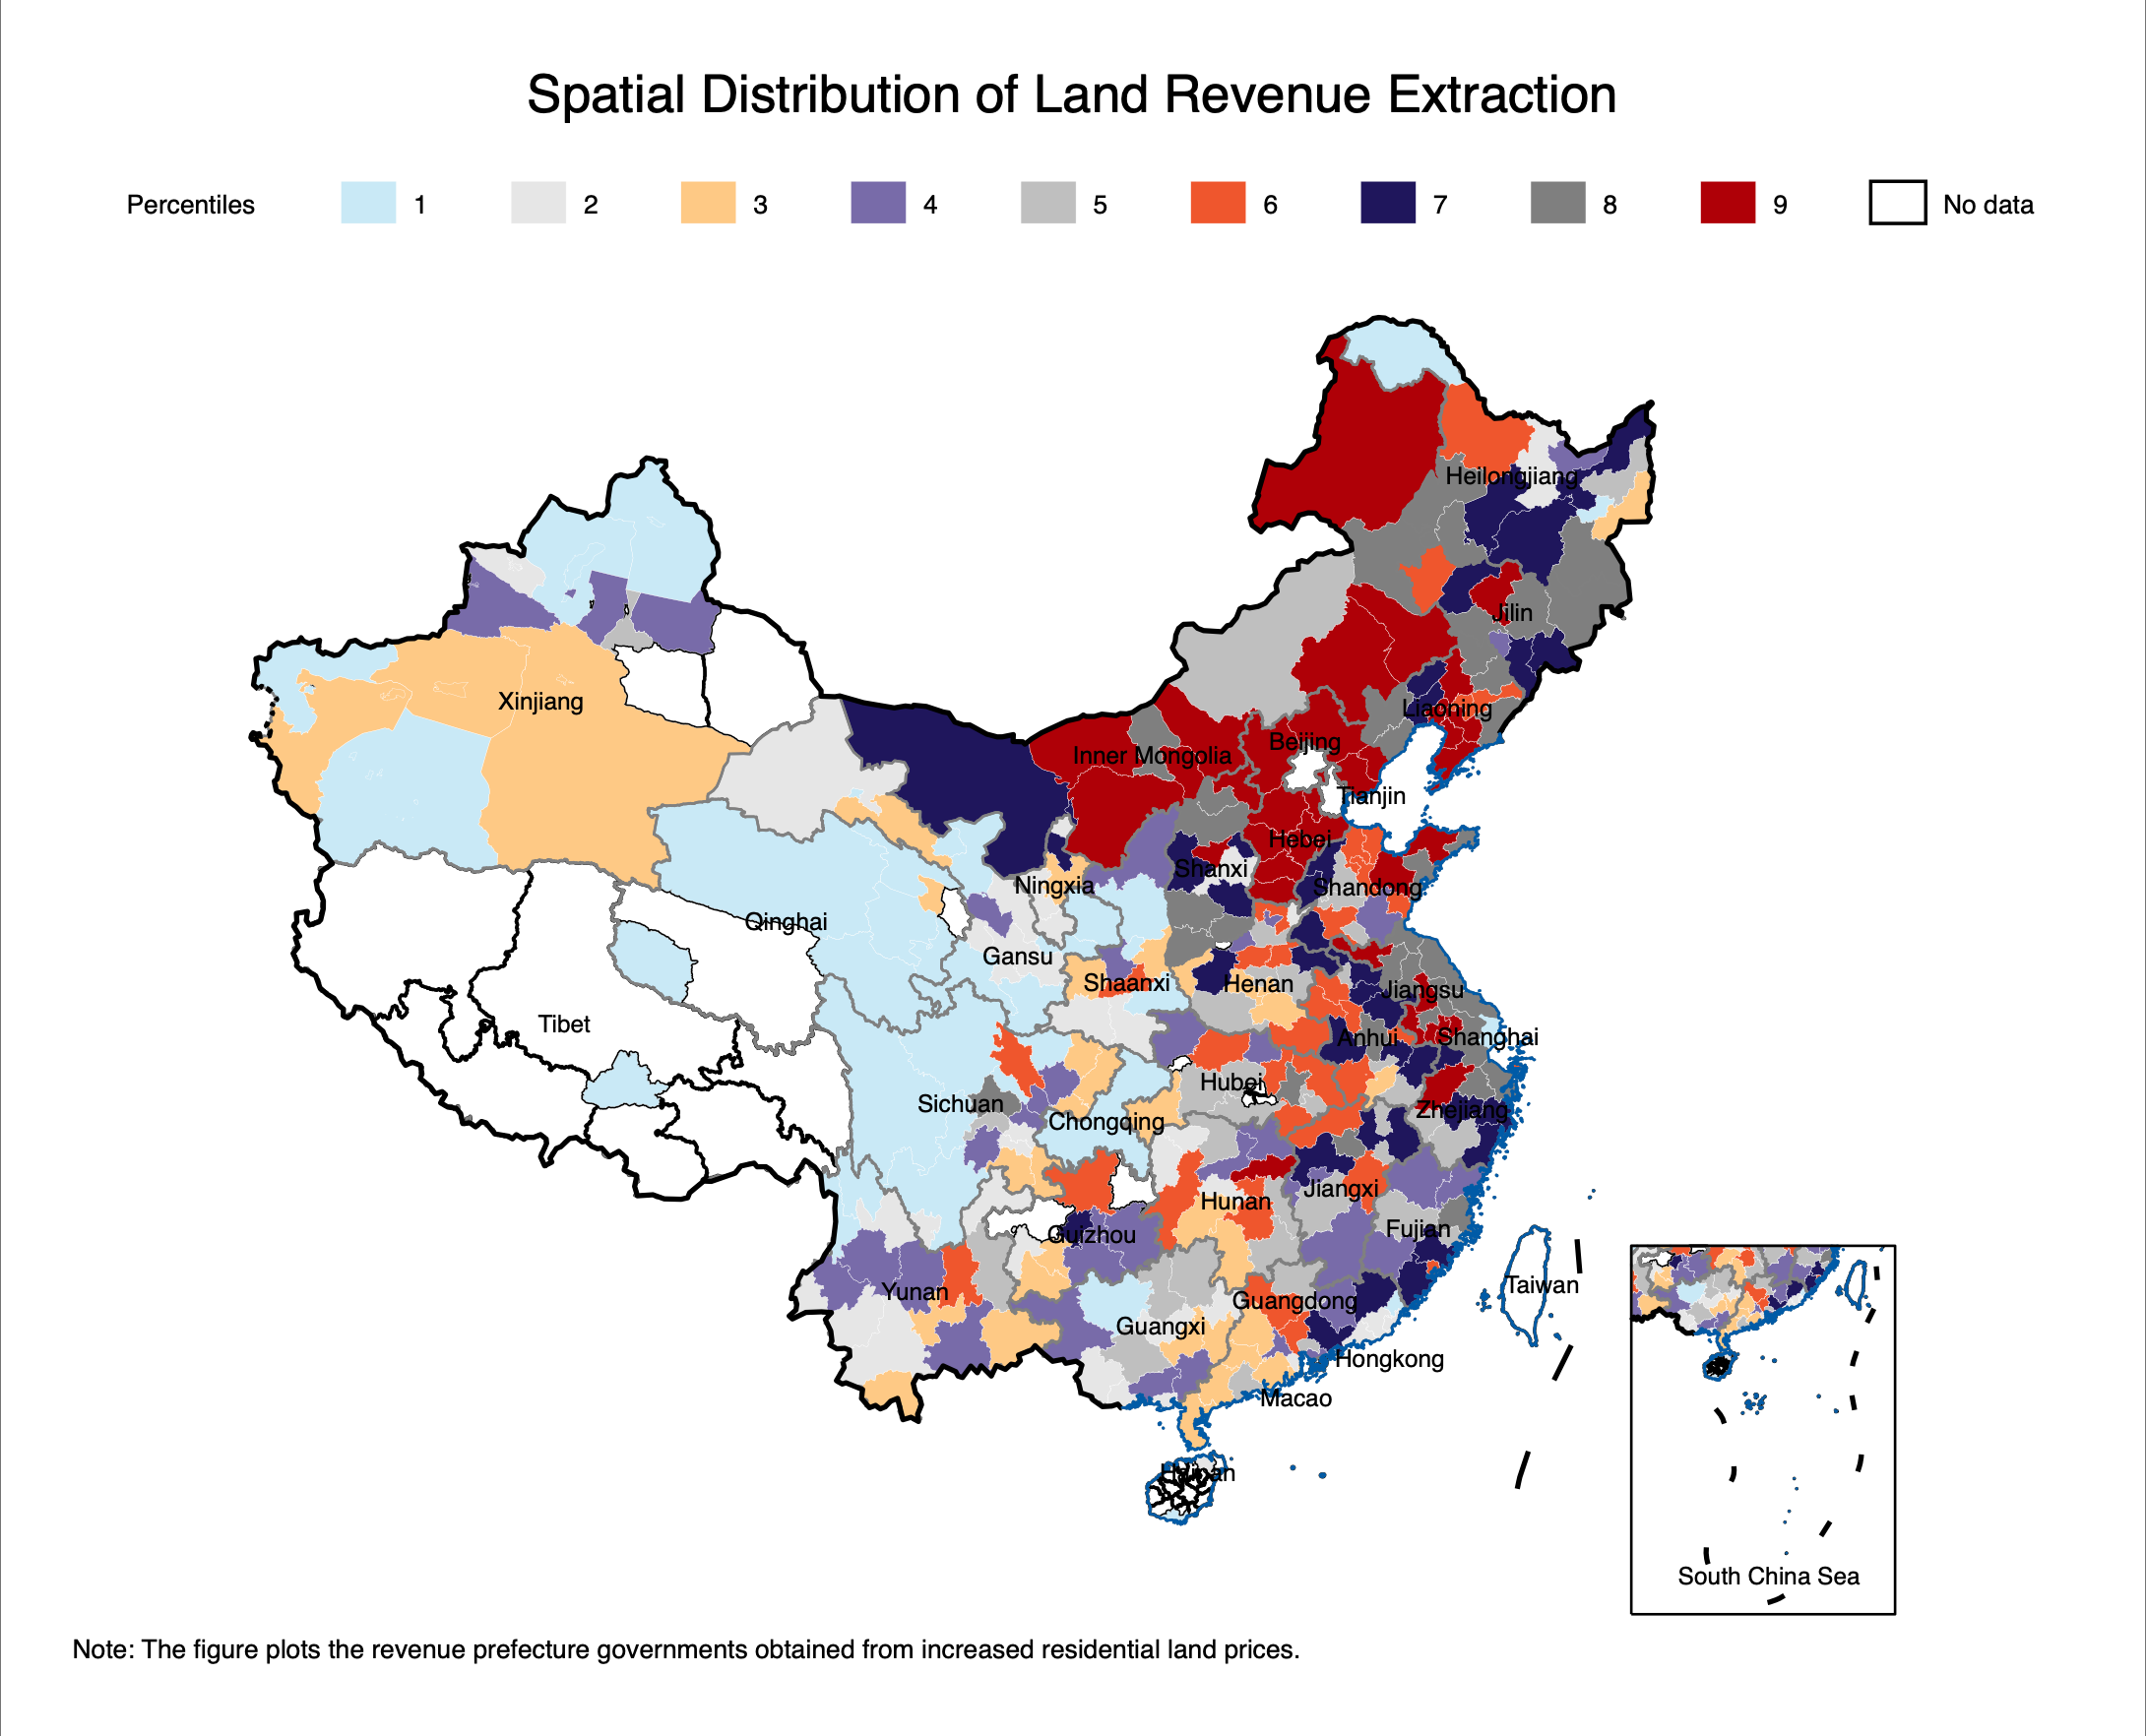 Spatial Distribution of Land Revenue Extraction
Percentiles 1 2 3 4 5 6 7 8 9 No data
Heilongjiang
Jilin
Xinjiang
Liaoning
Beijing
Inner Mongolia
Tianjin
Hebei
Shanxi
Ningxia
Shandong
Qinghai
Gansu
Shaanxi
Henan
Jiangsu
Tibet
Anhui
Shanghai
Hubei
Sichuan
Zhejiang
Chongqing
Jiangxi
Hunan
Guizhou
Fujian
Taiwan
Yunan
Guangdong
Guangxi
Hongkong
Macao
Hainan
South China Sea
Note: The figure plots the revenue prefecture governments obtained from increased residential land prices.